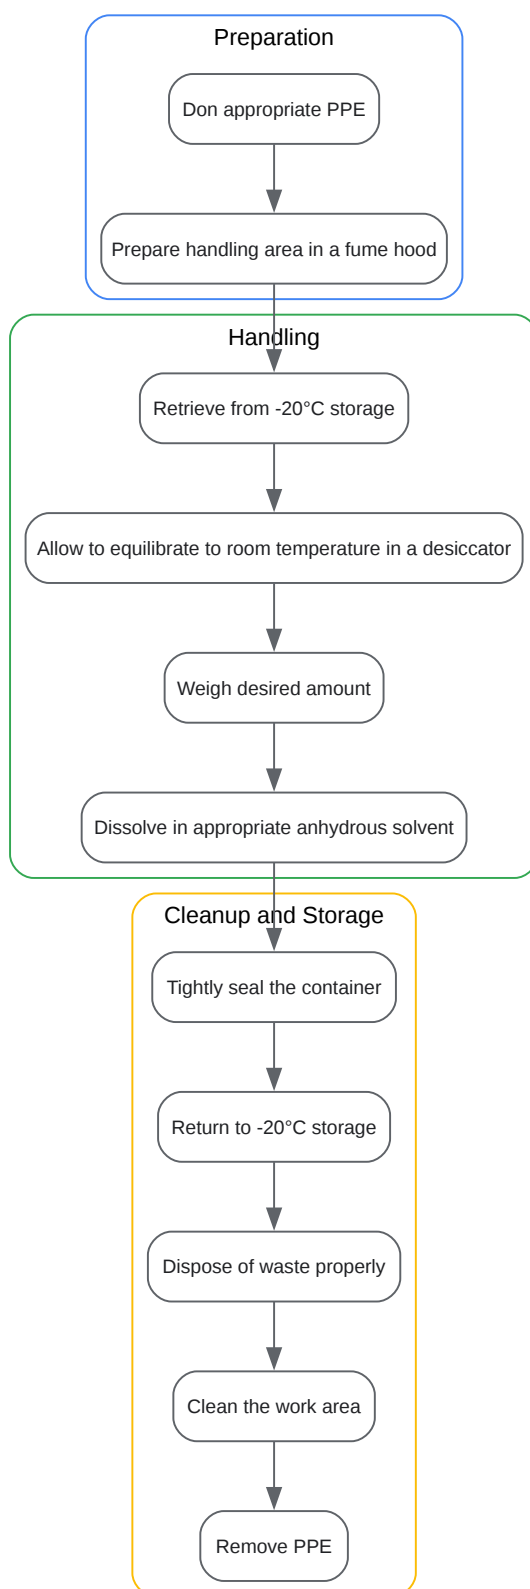 Preparation
Don appropriate PPE
Prepare handling area in a fume hood
Handling
Retrieve from -20°C storage
Allow to equilibrate to room temperature in a desiccator
Weigh desired amount
Dissolve in appropriate anhydrous solvent
Cleanup and Storage
Tightly seal the container
Return to -20°C storage
Dispose of waste properly
Clean the work area
Remove PPE